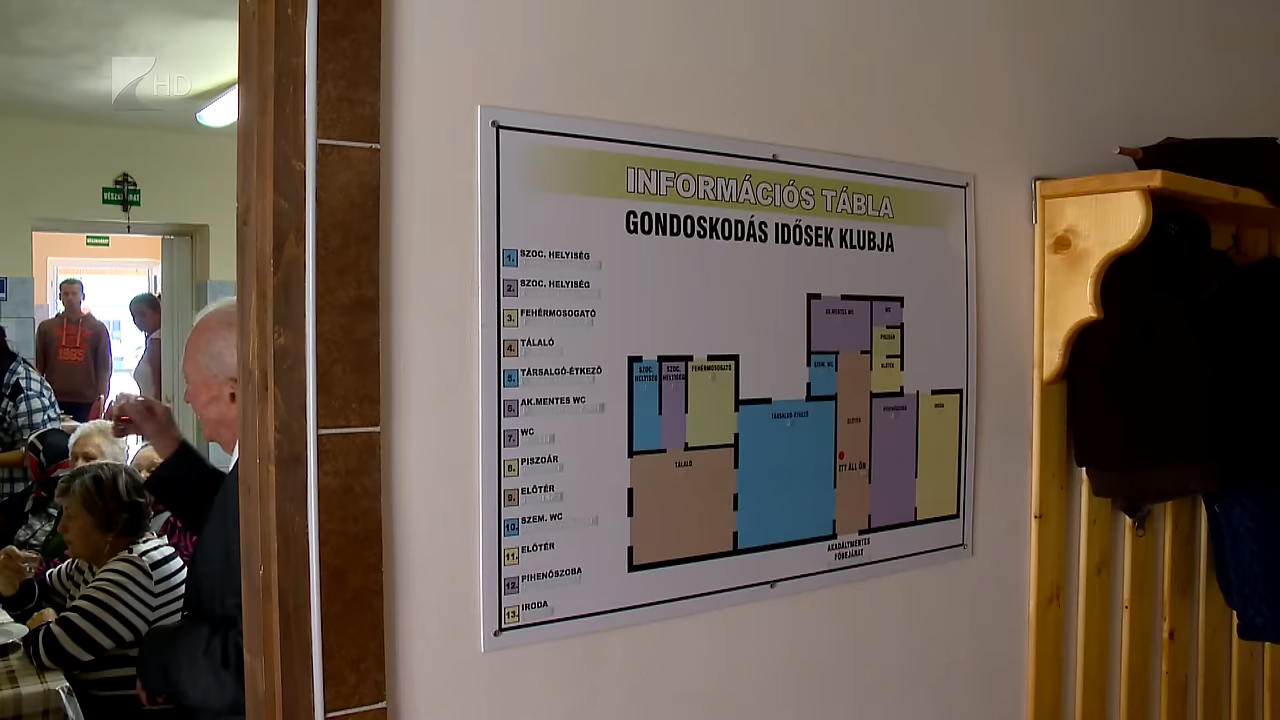 HD
VÉSZKIJÁRAT
1995
INFORMÁCIÓS TÁBLA
GONDOSKODÁS IDŐSEK KLUBJA
1. SZOC. HELYISÉG
2. SZOC. HELYISÉG
3. FEHÉRMOSOGATÓ
4. TÁLALÓ
5. TÁRSALGÓ-ÉTKEZŐ
6. AK.MENTES WC
7. WC
8. PISZOÁR
9. ELŐTÉR
10. SZEM. WC
11. ELŐTÉR
12. PIHENŐSZOBA
13. IRODA
AK.MENTES WC
WC
PISZOÁR
SZEM. WC
ELŐTÉR
SZOC. HELYISÉG
SZOC. HELYISÉG
FEHÉRMOSOGATÓ
TÁRSALGÓ-ÉTKEZŐ
ELŐTÉR
PIHENŐSZOBA
IRODA
TÁLALÓ
ITT ÁLL ÖN
AKADÁLYMENTES
FŐBEJÁRAT